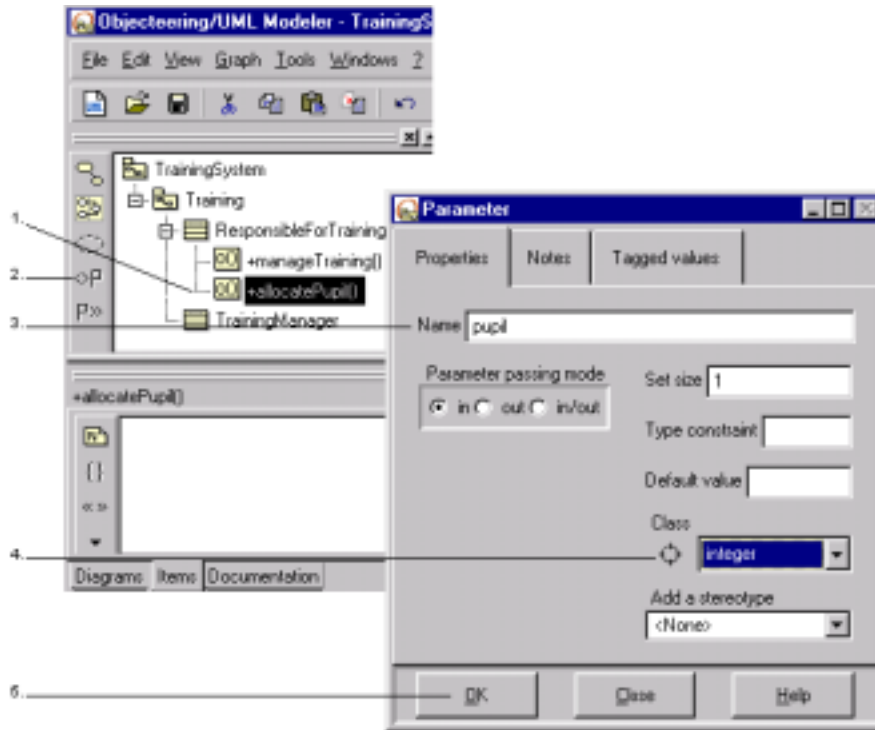 Objecteering/UML Modeler - TrainingS
File Edit View Graph Tools Windows ?
TrainingSystem
Training
ResponsibleForTraining
+manageTraining()
+allocatePupil()
TrainingManager
1.
2.
3.
4.
P
P»
+allocatePupil()
N
{}
« »
Diagrams Items Documentation
Parameter
Properties Notes Tagged values
Name pupil
Parameter passing mode
in out in/out
Set size 1
Type constraint
Default value
Class
integer
Add a stereotype
<None>
OK Close Help